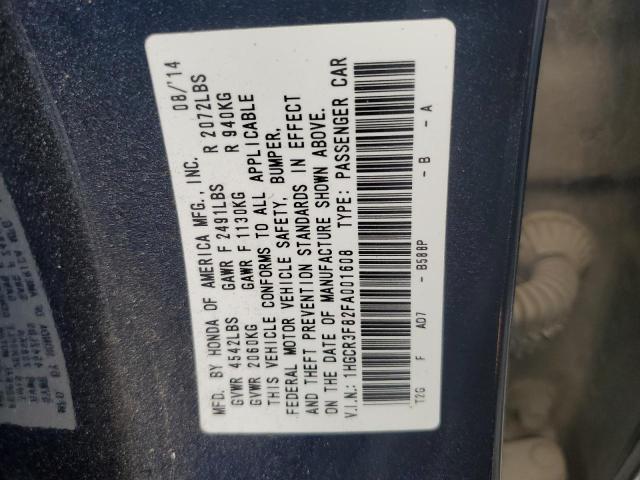 MFD. BY HONDA OF AMERICA MFG., INC. 08/'14
GVWR 4542LBS GAWR F 2491LBS R 2072LBS
GVWR 2060KG GAWR F 1130KG R 940KG
THIS VEHICLE CONFORMS TO ALL APPLICABLE
FEDERAL MOTOR VEHICLE SAFETY, BUMPER,
AND THEFT PREVENTION STANDARDS IN EFFECT
ON THE DATE OF MANUFACTURE SHOWN ABOVE.
V.I.N.: 1HGCR3F82FA001608 TYPE: PASSENGER CAR
T2G F AD7 - B588P - B - A